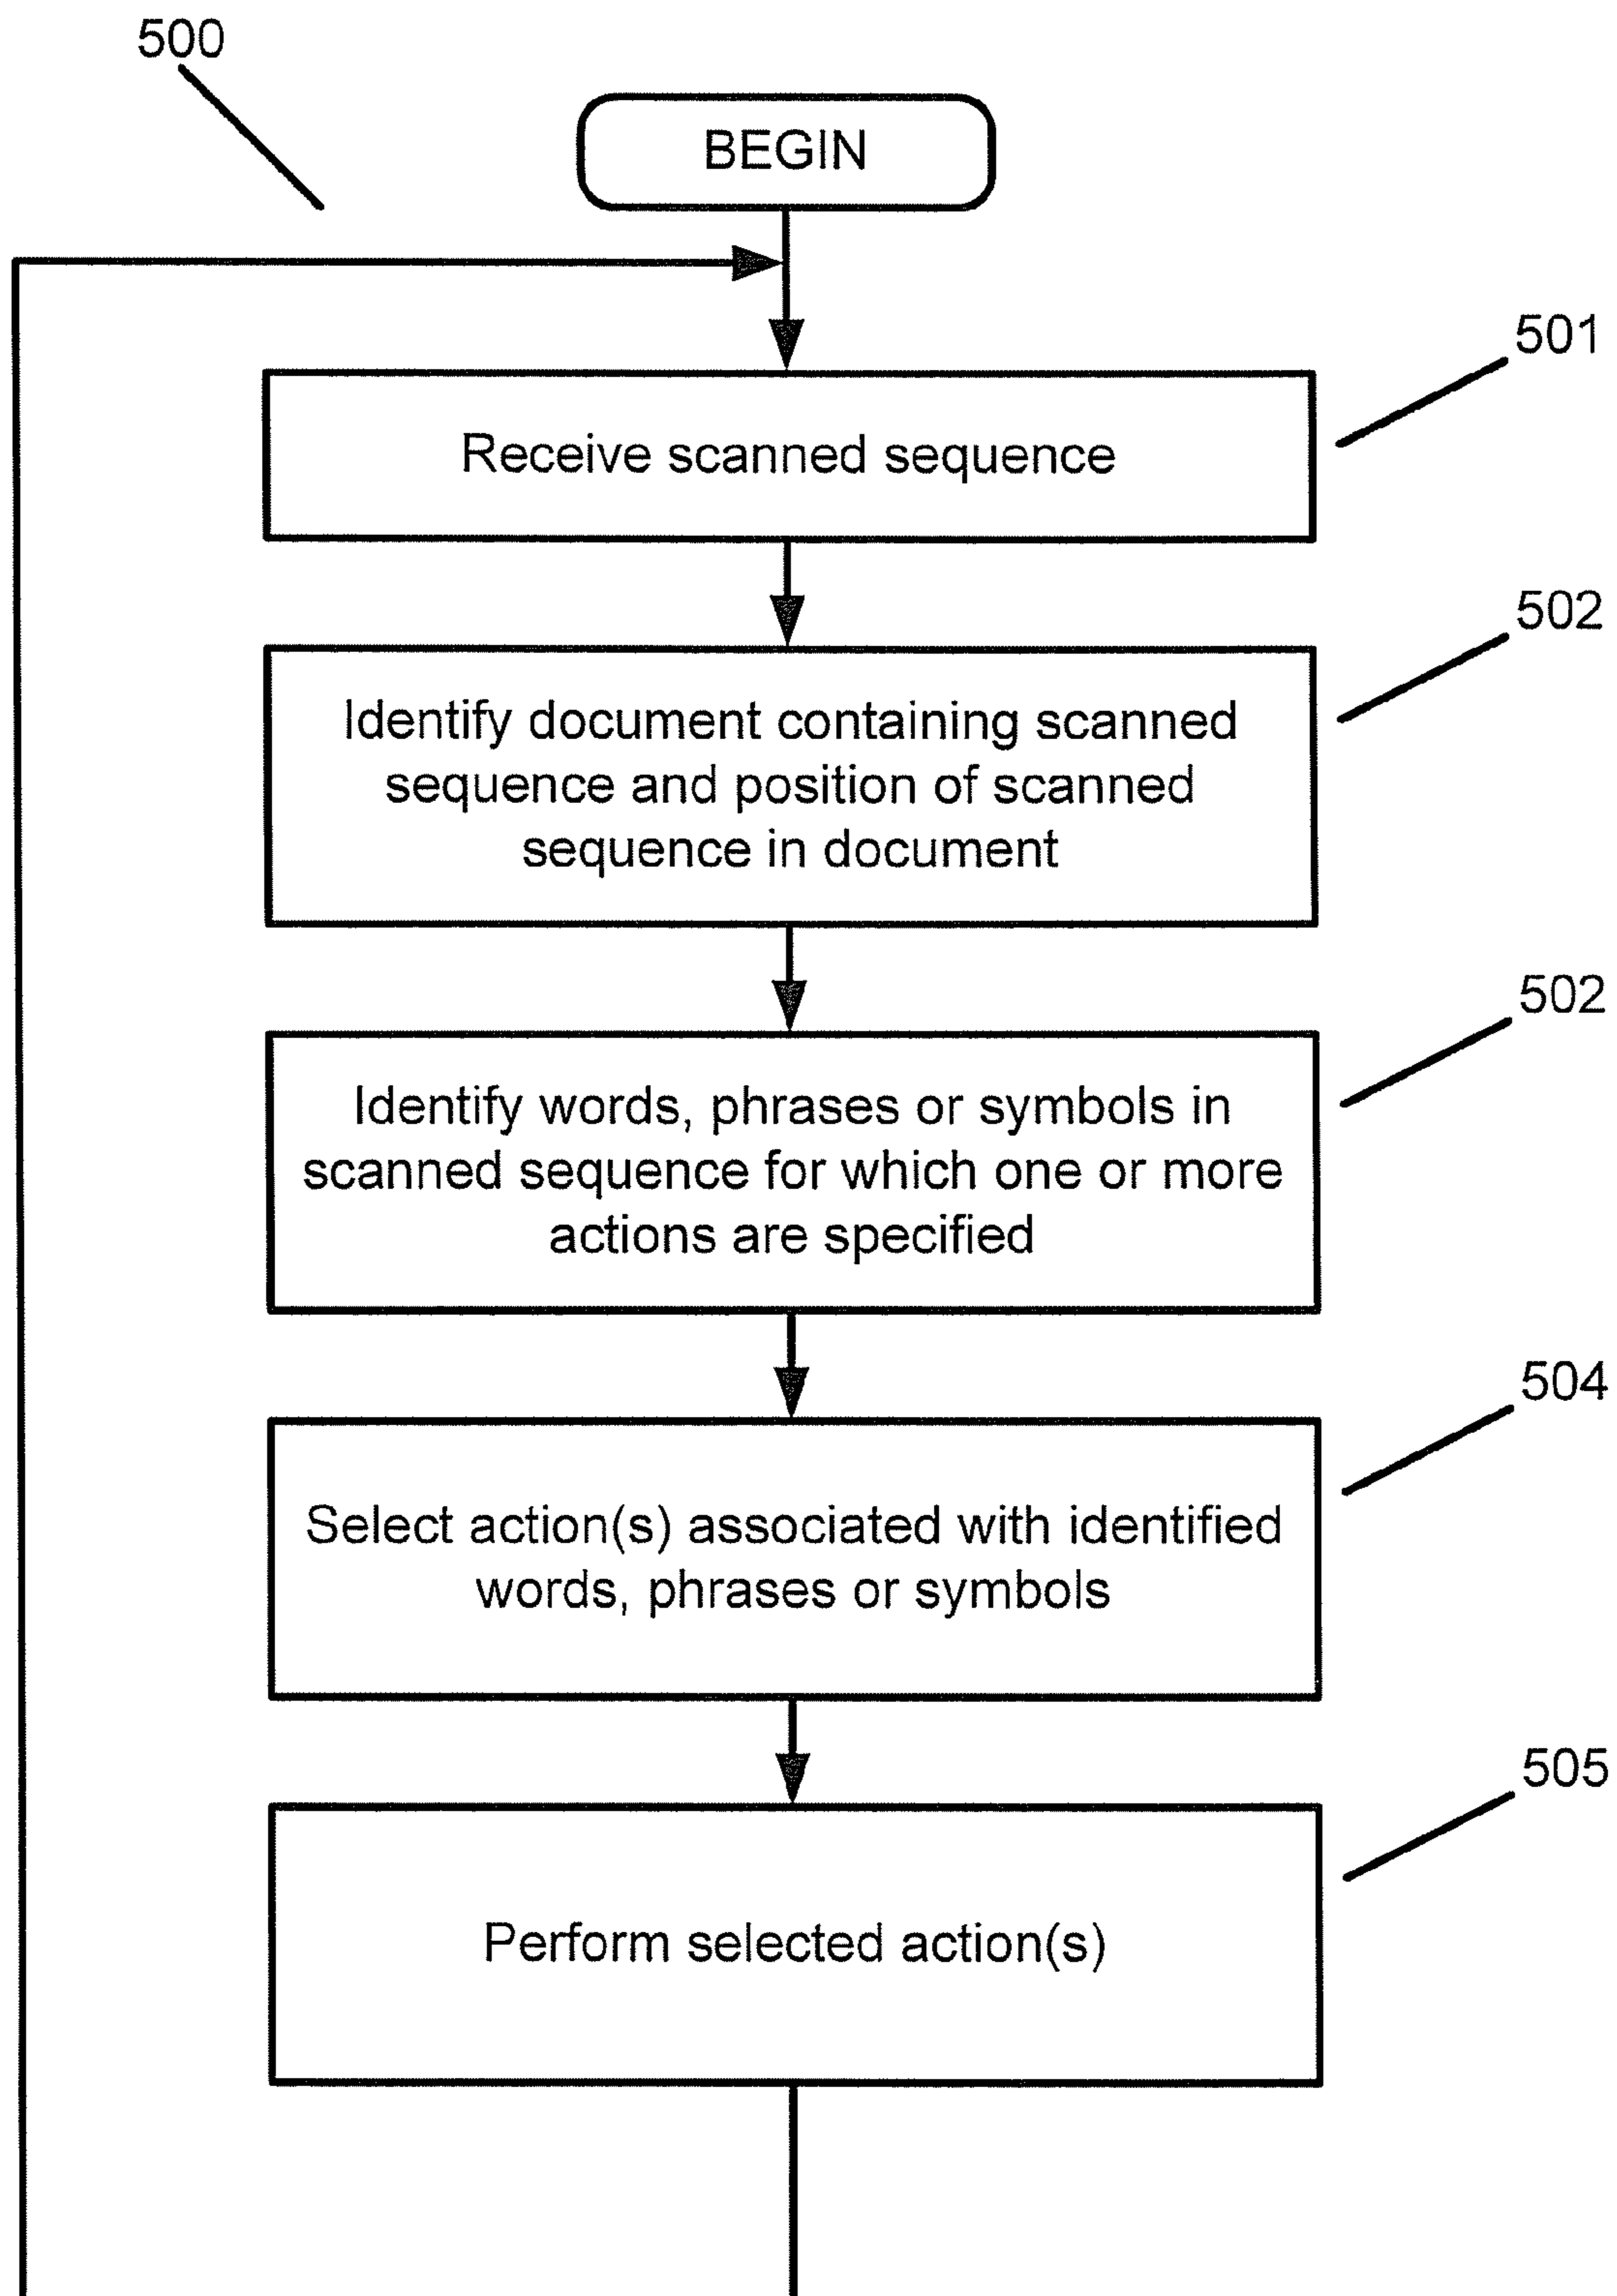 500
BEGIN
501
Receive scanned sequence
502
Identify document containing scanned
sequence and position of scanned
sequence in document
502
Identify words, phrases or symbols in
scanned sequence for which one or more
actions are specified
504
Select action(s) associated with identified
words, phrases or symbols
505
Perform selected action(s)